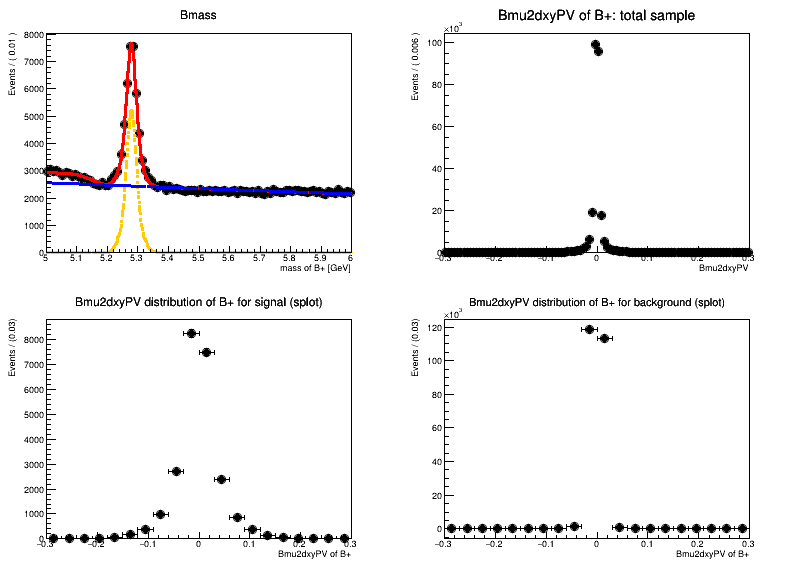 Bmass
Events / ( 0.01 )
8000
7000
6000
5000
4000
3000
2000
1000
0
5 5.1 5.2 5.3 5.4 5.5 5.6 5.7 5.8 5.9 6
mass of B+ [GeV]
Bmu2dxyPV of B+: total sample
×10³
Events / ( 0.006 )
100
80
60
40
20
0
−0.3 −0.2 −0.1 0 0.1 0.2 0.3
Bmu2dxyPV
Bmu2dxyPV distribution of B+ for signal (splot)
Events / (0.03)
8000
7000
6000
5000
4000
3000
2000
1000
0
−0.3 −0.2 −0.1 0 0.1 0.2 0.3
Bmu2dxyPV of B+
Bmu2dxyPV distribution of B+ for background (splot)
×10³
Events / (0.03)
120
100
80
60
40
20
0
−0.3 −0.2 −0.1 0 0.1 0.2 0.3
Bmu2dxyPV of B+